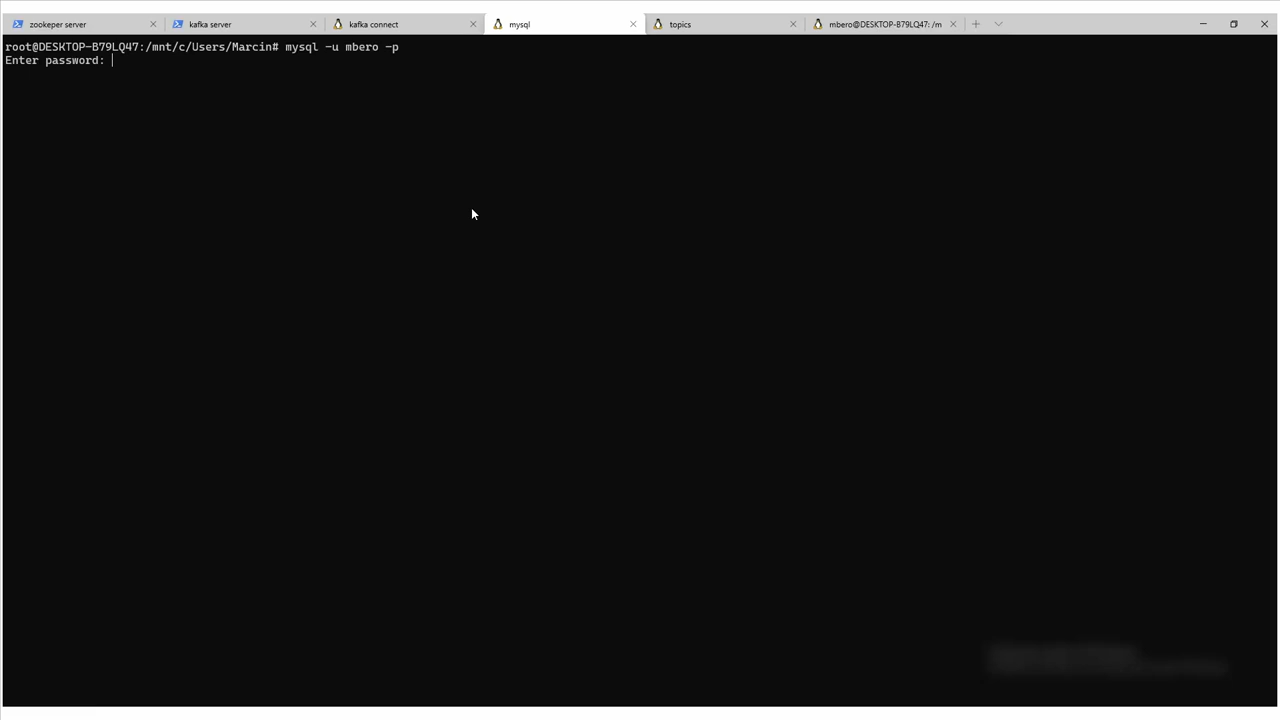 zookeper server
kafka server
kafka connect
mysql
topics
mbero@DESKTOP-B79LQ47: /m
root@DESKTOP-B79LQ47:/mnt/c/Users/Marcin# mysql -u mbero -p
Enter password: